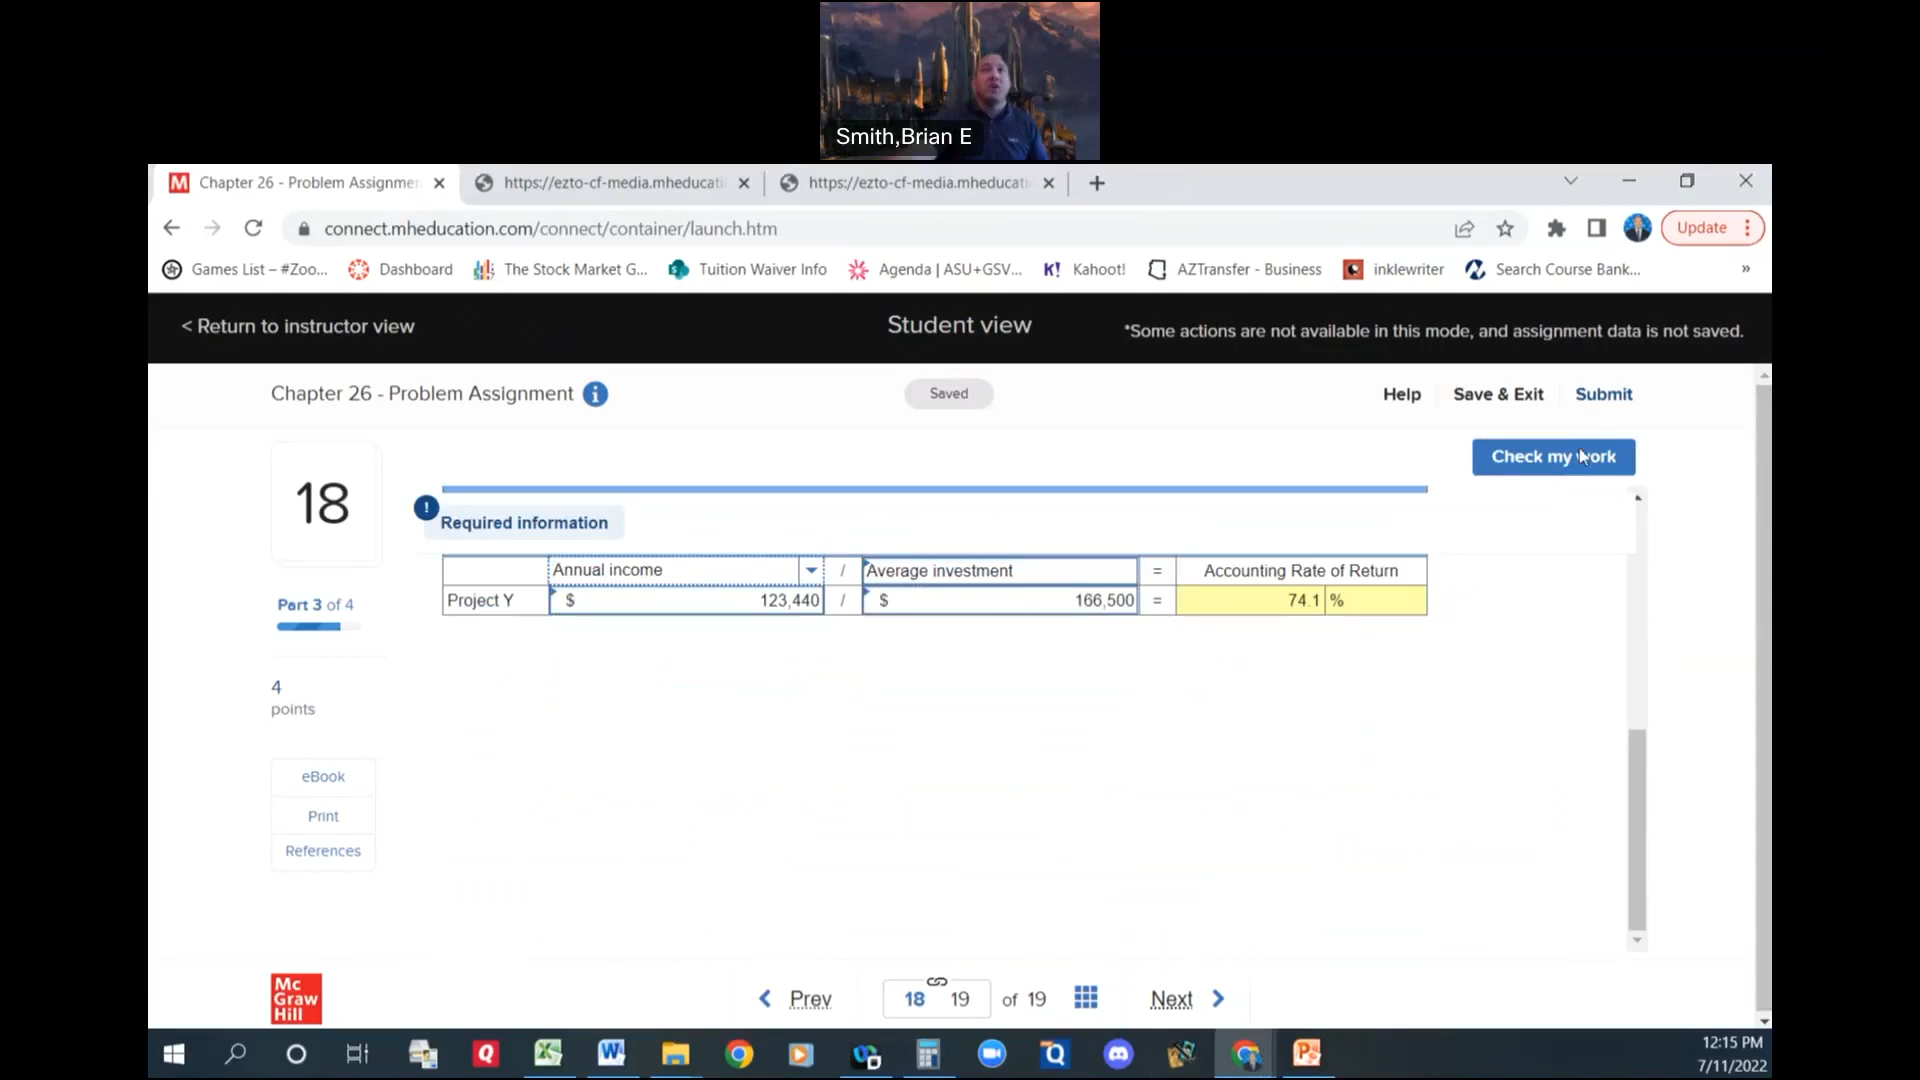 Smith,Brian E
Chapter 26 - Problem Assignmen
https://ezto-cf-media.mheducati
https://ezto-cf-media.mheducati
connect.mheducation.com/connect/container/launch.htm
Update
Games List – #Zoo...
Dashboard
The Stock Market G...
Tuition Waiver Info
Agenda | ASU+GSV...
K! Kahoot!
AZTransfer - Business
inklewriter
Search Course Bank...
»
< Return to instructor view
Student view
*Some actions are not available in this mode, and assignment data is not saved.
Chapter 26 - Problem Assignment
Saved
Help
Save & Exit
Submit
Check my work
18
! Required information
Annual income / Average investment = Accounting Rate of Return
Project Y $ 123,440 / $ 166,500 = 74.1 %
Part 3 of 4
4
points
eBook
Print
References
Mc
Graw
Hill
Prev
18 19 of 19
Next
12:15 PM
7/11/2022